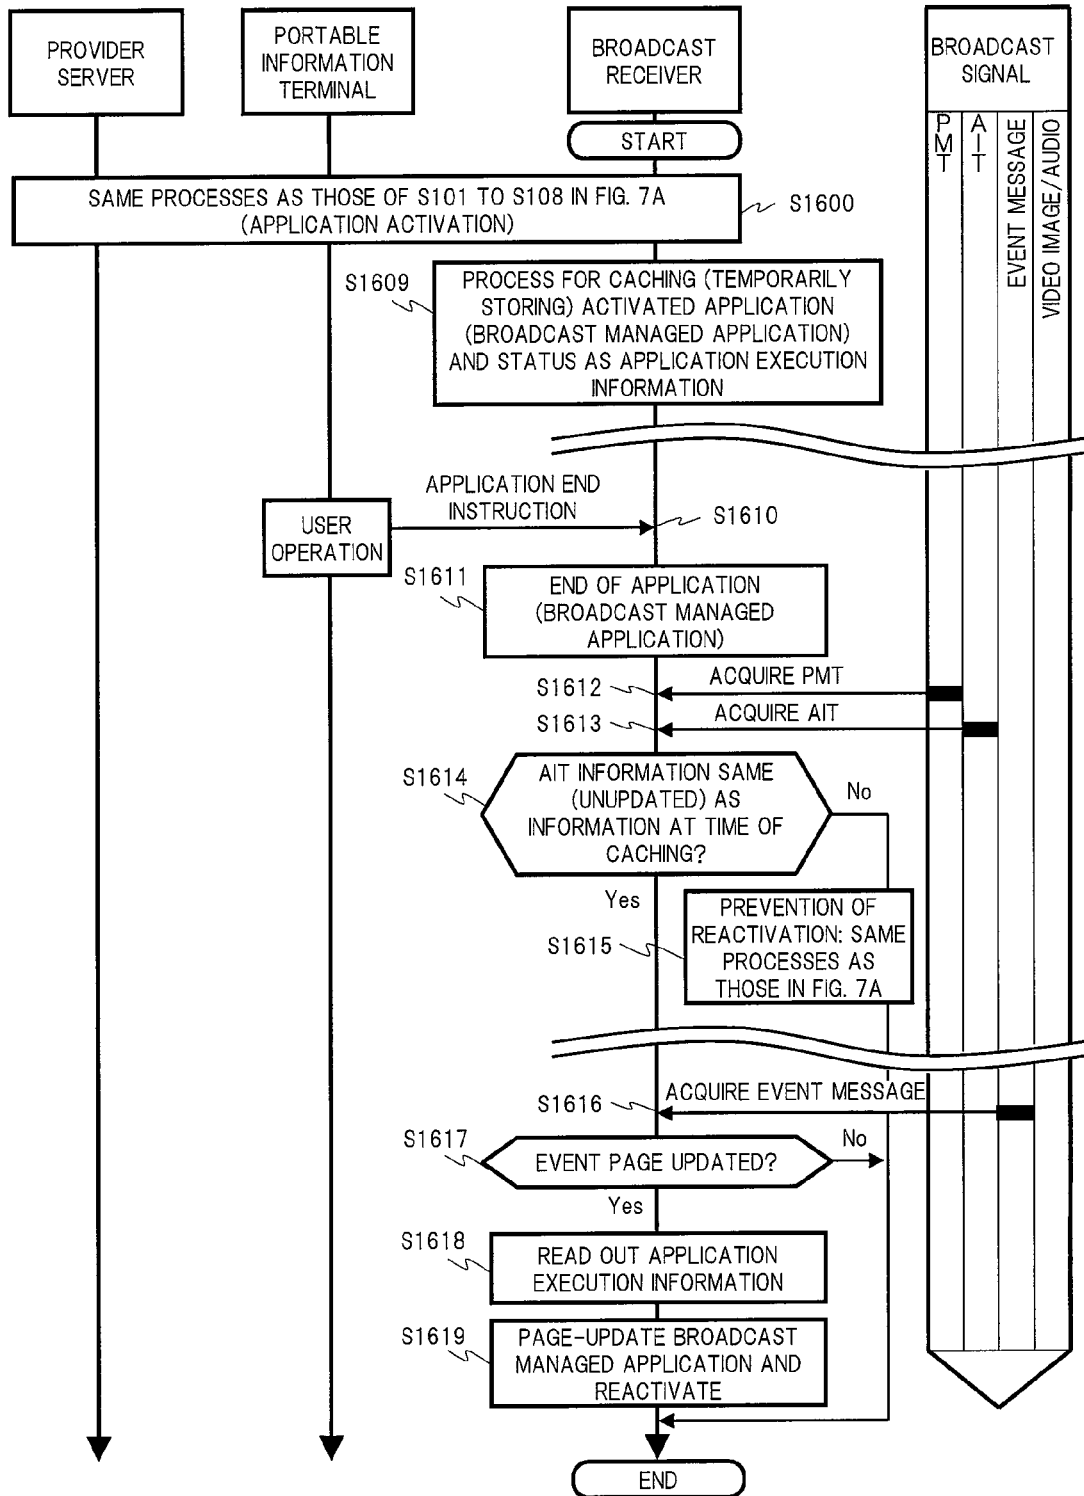 PROVIDER
SERVER
PORTABLE
INFORMATION
TERMINAL
BROADCAST
RECEIVER
BROADCAST
SIGNAL
START
PMT
AIT
EVENT MESSAGE
VIDEO IMAGE/AUDIO
SAME PROCESSES AS THOSE OF S101 TO S108 IN FIG. 7A
(APPLICATION ACTIVATION)
S1600
S1609
PROCESS FOR CACHING (TEMPORARILY
STORING) ACTIVATED APPLICATION
(BROADCAST MANAGED APPLICATION)
AND STATUS AS APPLICATION EXECUTION
INFORMATION
APPLICATION END
INSTRUCTION
USER
OPERATION
S1610
S1611
END OF APPLICATION
(BROADCAST MANAGED
APPLICATION)
S1612
ACQUIRE PMT
S1613
ACQUIRE AIT
S1614
AIT INFORMATION SAME
(UNUPDATED) AS
INFORMATION AT TIME OF
CACHING?
No
Yes
S1615
PREVENTION OF
REACTIVATION: SAME
PROCESSES AS
THOSE IN FIG. 7A
S1616
ACQUIRE EVENT MESSAGE
S1617
EVENT PAGE UPDATED?
No
Yes
S1618
READ OUT APPLICATION
EXECUTION INFORMATION
S1619
PAGE-UPDATE BROADCAST
MANAGED APPLICATION AND
REACTIVATE
END